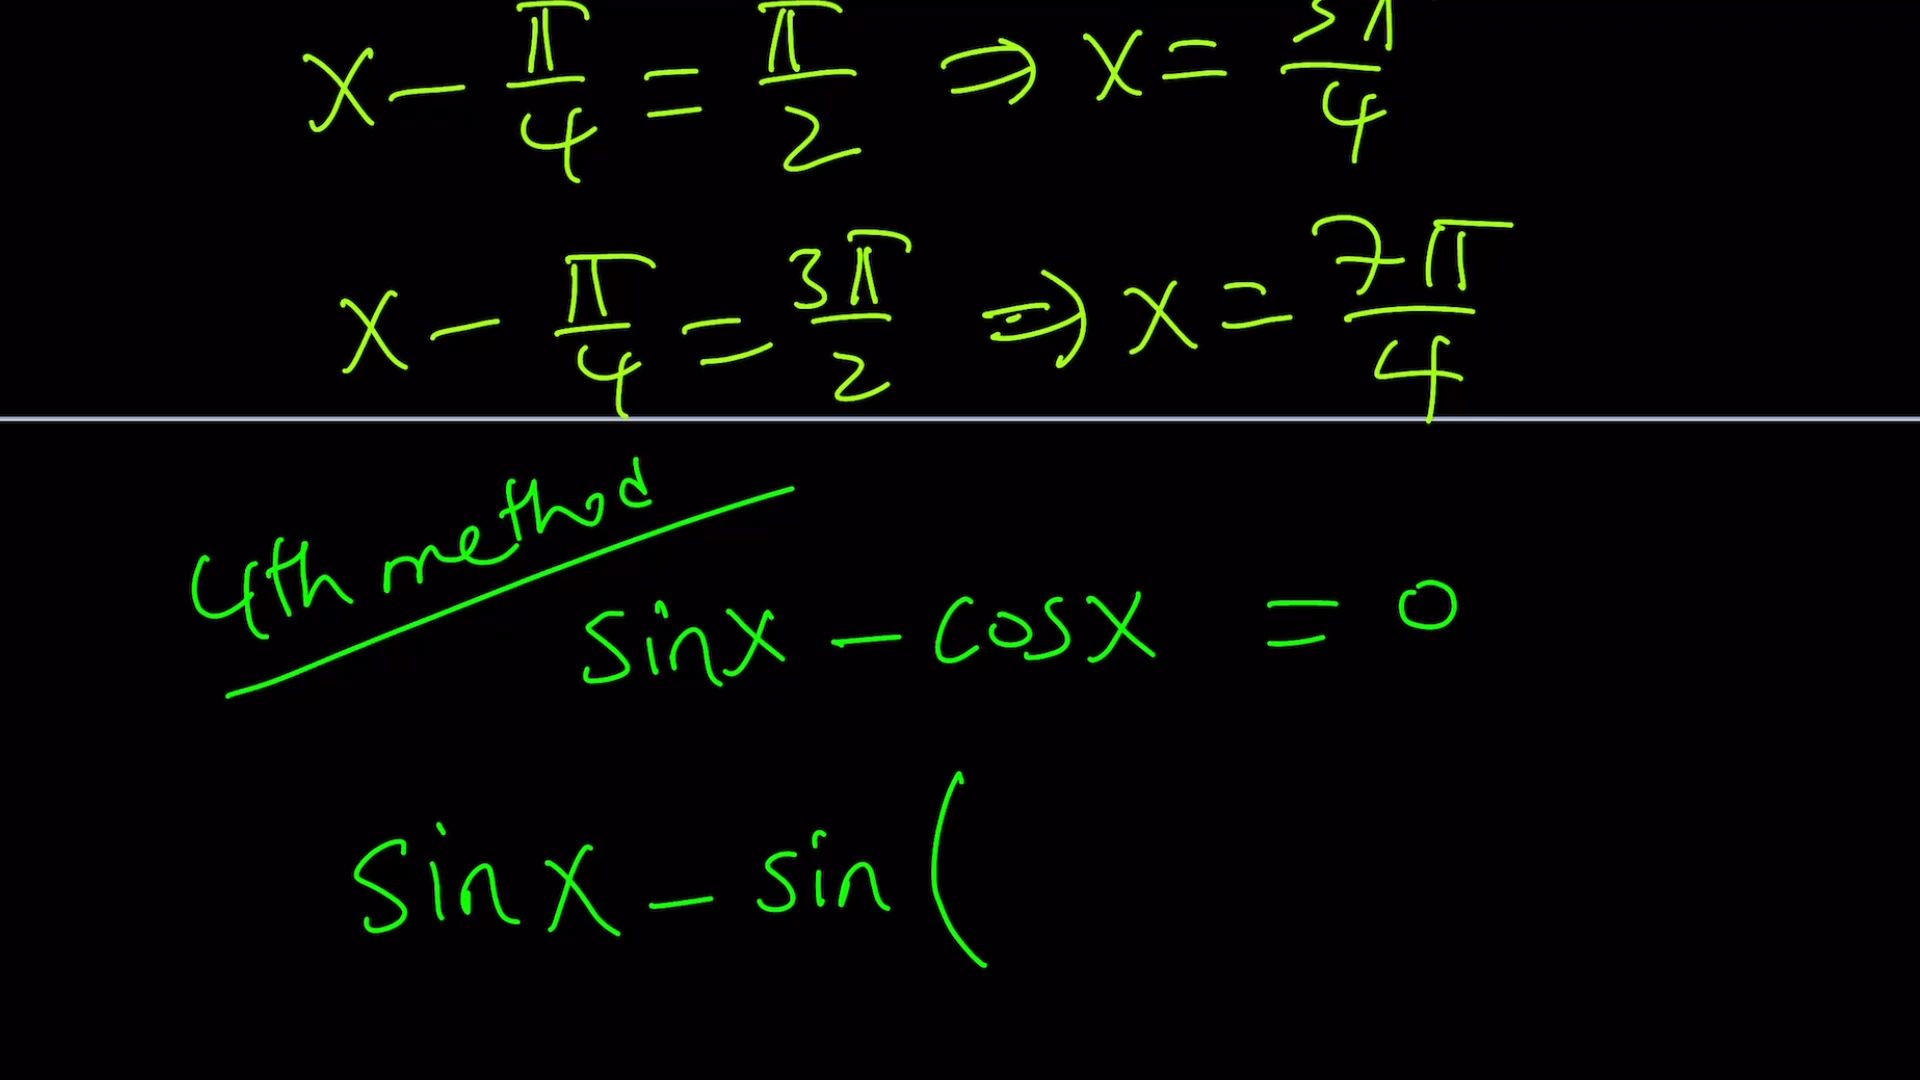 x - π/4 = π/2 ⇒ x = 3π/4
x - π/4 = 3π/2 ⇒ x = 7π/4
4th method
sinx - cosx = 0
sinx - sin(